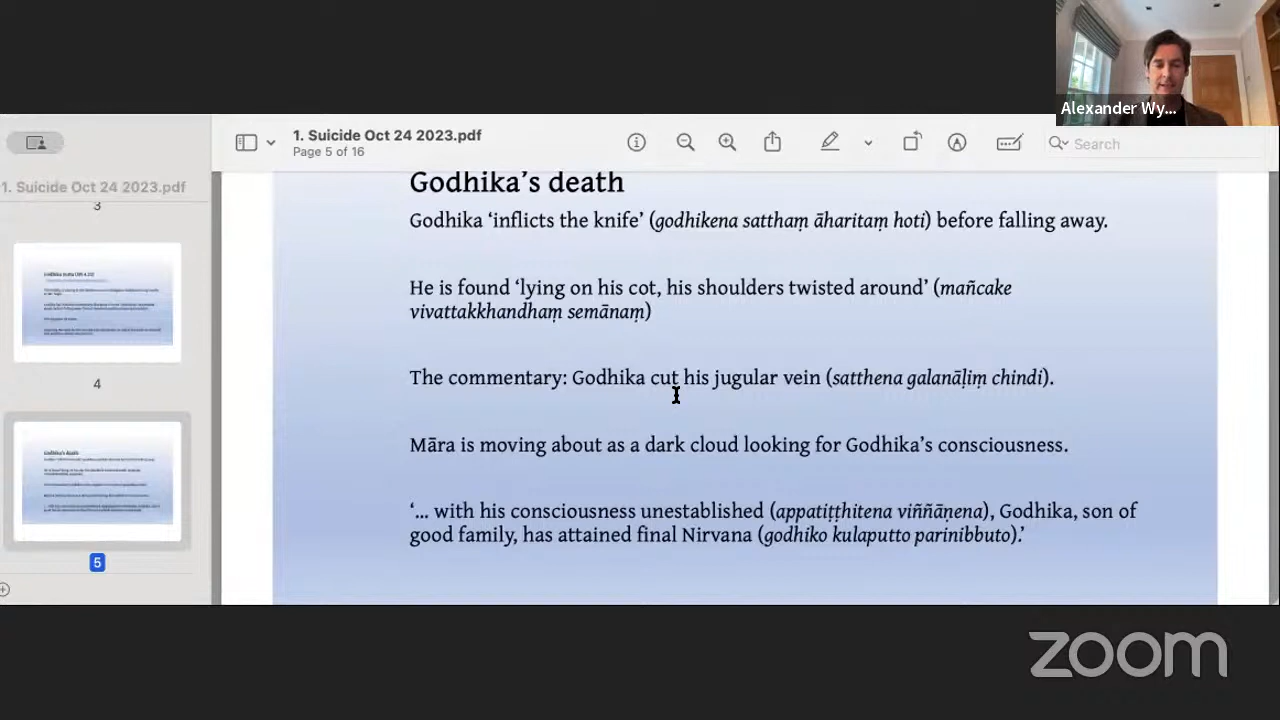 Alexander Wy...
1. Suicide Oct 24 2023.pdf
Page 5 of 16
Search
1. Suicide Oct 24 2023.pdf
3
4
5
Godhika’s death
Godhika ‘inflicts the knife’ (godhikena satthaṃ āharitaṃ hoti) before falling away.
He is found ‘lying on his cot, his shoulders twisted around’ (mañcake
vivattakkhandhaṃ semānaṃ)
The commentary: Godhika cut his jugular vein (satthena galanāḷiṃ chindi).
Māra is moving about as a dark cloud looking for Godhika’s consciousness.
‘... with his consciousness unestablished (appatiṭṭhitena viññāṇena), Godhika, son of
good family, has attained final Nirvana (godhiko kulaputto parinibbuto).’
zoom